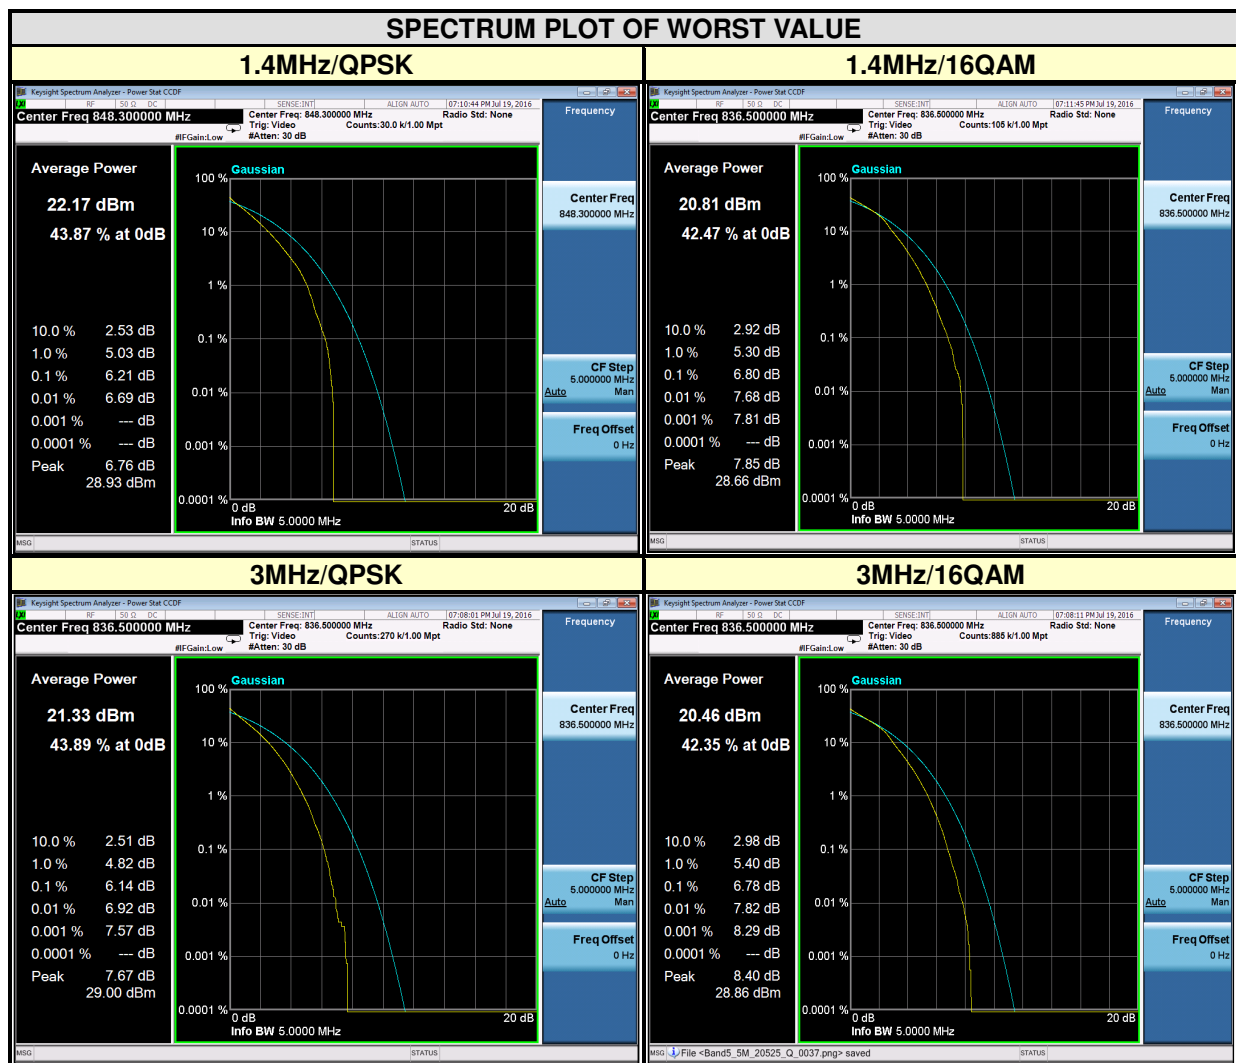 SPECTRUM PLOT OF WORST VALUE
1.4MHz/QPSK
Keysight Spectrum Analyzer - Power Stat CCDF
LXI RF 50 Ω DC SENSE:INT ALIGN AUTO 07:10:44 PM Jul 19, 2016
Center Freq 848.300000 MHz
Center Freq: 848.300000 MHz Radio Std: None
Trig: Video Counts:30.0 k/1.00 Mpt
#IFGain:Low #Atten: 30 dB
Frequency
Average Power
22.17 dBm
43.87 % at 0dB
10.0 % 2.53 dB
1.0 % 5.03 dB
0.1 % 6.21 dB
0.01 % 6.69 dB
0.001 % --- dB
0.0001 % --- dB
Peak 6.76 dB
28.93 dBm
Gaussian
100 %
10 %
1 %
0.1 %
0.01 %
0.001 %
0.0001 %
0 dB 20 dB
Info BW 5.0000 MHz
Center Freq
848.300000 MHz
CF Step
5.000000 MHz
Auto Man
Freq Offset
0 Hz
MSG STATUS
1.4MHz/16QAM
Keysight Spectrum Analyzer - Power Stat CCDF
LXI RF 50 Ω DC SENSE:INT ALIGN AUTO 07:11:45 PM Jul 19, 2016
Center Freq 836.500000 MHz
Center Freq: 836.500000 MHz Radio Std: None
Trig: Video Counts:105 k/1.00 Mpt
#IFGain:Low #Atten: 30 dB
Frequency
Average Power
20.81 dBm
42.47 % at 0dB
10.0 % 2.92 dB
1.0 % 5.30 dB
0.1 % 6.80 dB
0.01 % 7.68 dB
0.001 % 7.81 dB
0.0001 % --- dB
Peak 7.85 dB
28.66 dBm
Gaussian
100 %
10 %
1 %
0.1 %
0.01 %
0.001 %
0.0001 %
0 dB 20 dB
Info BW 5.0000 MHz
Center Freq
836.500000 MHz
CF Step
5.000000 MHz
Auto Man
Freq Offset
0 Hz
MSG STATUS
3MHz/QPSK
Keysight Spectrum Analyzer - Power Stat CCDF
LXI RF 50 Ω DC SENSE:INT ALIGN AUTO 07:08:01 PM Jul 19, 2016
Center Freq 836.500000 MHz
Center Freq: 836.500000 MHz Radio Std: None
Trig: Video Counts:270 k/1.00 Mpt
#IFGain:Low #Atten: 30 dB
Frequency
Average Power
21.33 dBm
43.89 % at 0dB
10.0 % 2.51 dB
1.0 % 4.82 dB
0.1 % 6.14 dB
0.01 % 6.92 dB
0.001 % 7.57 dB
0.0001 % --- dB
Peak 7.67 dB
29.00 dBm
Gaussian
100 %
10 %
1 %
0.1 %
0.01 %
0.001 %
0.0001 %
0 dB 20 dB
Info BW 5.0000 MHz
Center Freq
836.500000 MHz
CF Step
5.000000 MHz
Auto Man
Freq Offset
0 Hz
MSG STATUS
3MHz/16QAM
Keysight Spectrum Analyzer - Power Stat CCDF
LXI RF 50 Ω DC SENSE:INT ALIGN AUTO 07:08:11 PM Jul 19, 2016
Center Freq 836.500000 MHz
Center Freq: 836.500000 MHz Radio Std: None
Trig: Video Counts:885 k/1.00 Mpt
#IFGain:Low #Atten: 30 dB
Frequency
Average Power
20.46 dBm
42.35 % at 0dB
10.0 % 2.98 dB
1.0 % 5.40 dB
0.1 % 6.78 dB
0.01 % 7.82 dB
0.001 % 8.29 dB
0.0001 % --- dB
Peak 8.40 dB
28.86 dBm
Gaussian
100 %
10 %
1 %
0.1 %
0.01 %
0.001 %
0.0001 %
0 dB 20 dB
Info BW 5.0000 MHz
Center Freq
836.500000 MHz
CF Step
5.000000 MHz
Auto Man
Freq Offset
0 Hz
MSG File <Band5_5M_20525_Q_0037.png> saved STATUS